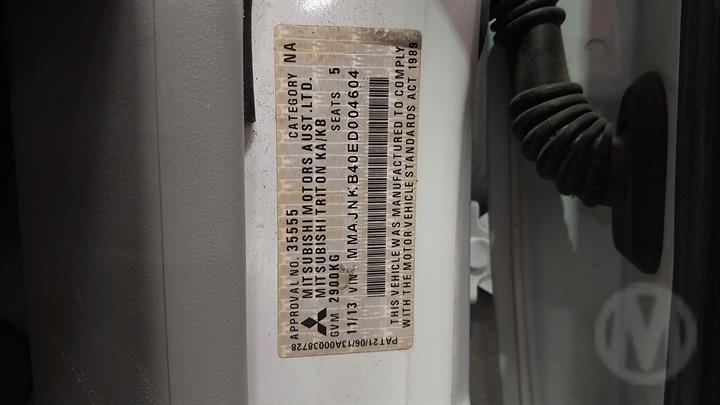 APPROVAL NO. 35555 CATEGORY NA
MITSUBISHI MOTORS AUST. LTD.
MITSUBISHI TRITON KA/KB
GVM 2900KG SEATS 5
11/13 VIN MMAJNKB40ED004604
THIS VEHICLE WAS MANUFACTURED TO COMPLY
WITH THE MOTOR VEHICLE STANDARDS ACT 1989
PAT21/06/13A00038728
M